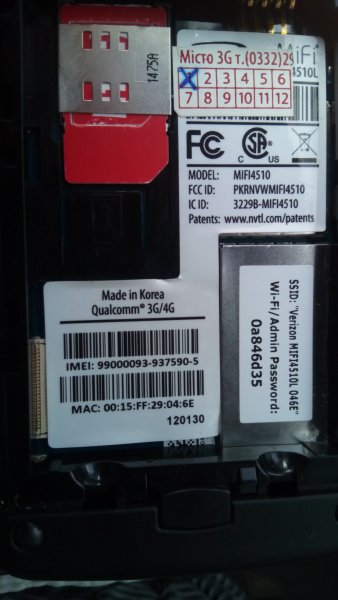 1475A
MiFi
4510L
Місто 3G т.(0332)29
2 3 4 5 6
7 8 9 10 11 12
FC
SA
C US
MODEL: MIFI4510
FCC ID: PKRNVWMIFI4510
IC ID: 3229B-MIFI4510
Patents: www.nvtl.com/patents
Made in Korea
Qualcomm® 3G/4G
IMEI: 99000093-937590-5
MAC: 00:15:FF:29:04:6E
120130
SSID: "Verizon MIFI4510L 046E"
Wi-Fi/Admin Password:
0a846d35